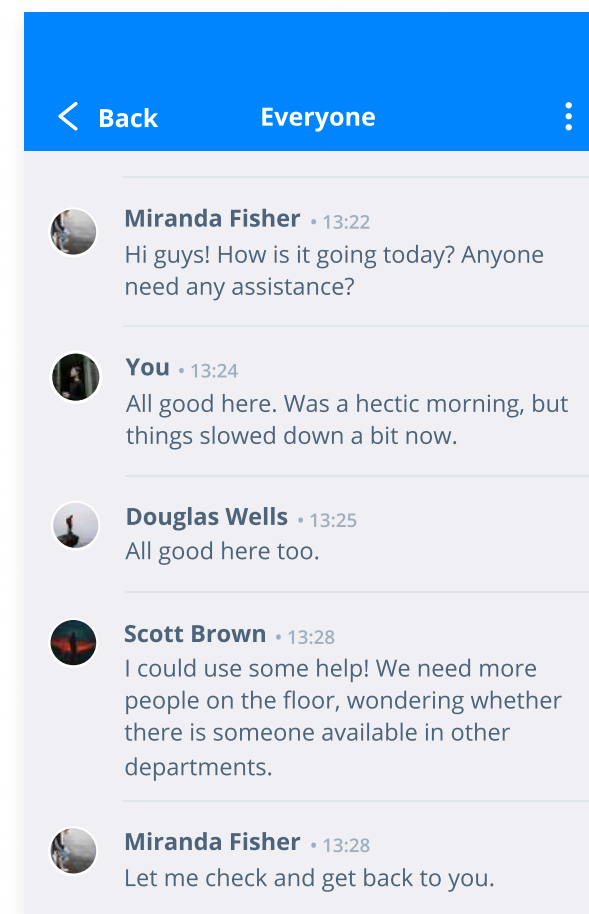 Back
Everyone
Miranda Fisher • 13:22
Hi guys! How is it going today? Anyone
need any assistance?
You • 13:24
All good here. Was a hectic morning, but
things slowed down a bit now.
Douglas Wells • 13:25
All good here too.
Scott Brown • 13:28
I could use some help! We need more
people on the floor, wondering whether
there is someone available in other
departments.
Miranda Fisher • 13:28
Let me check and get back to you.